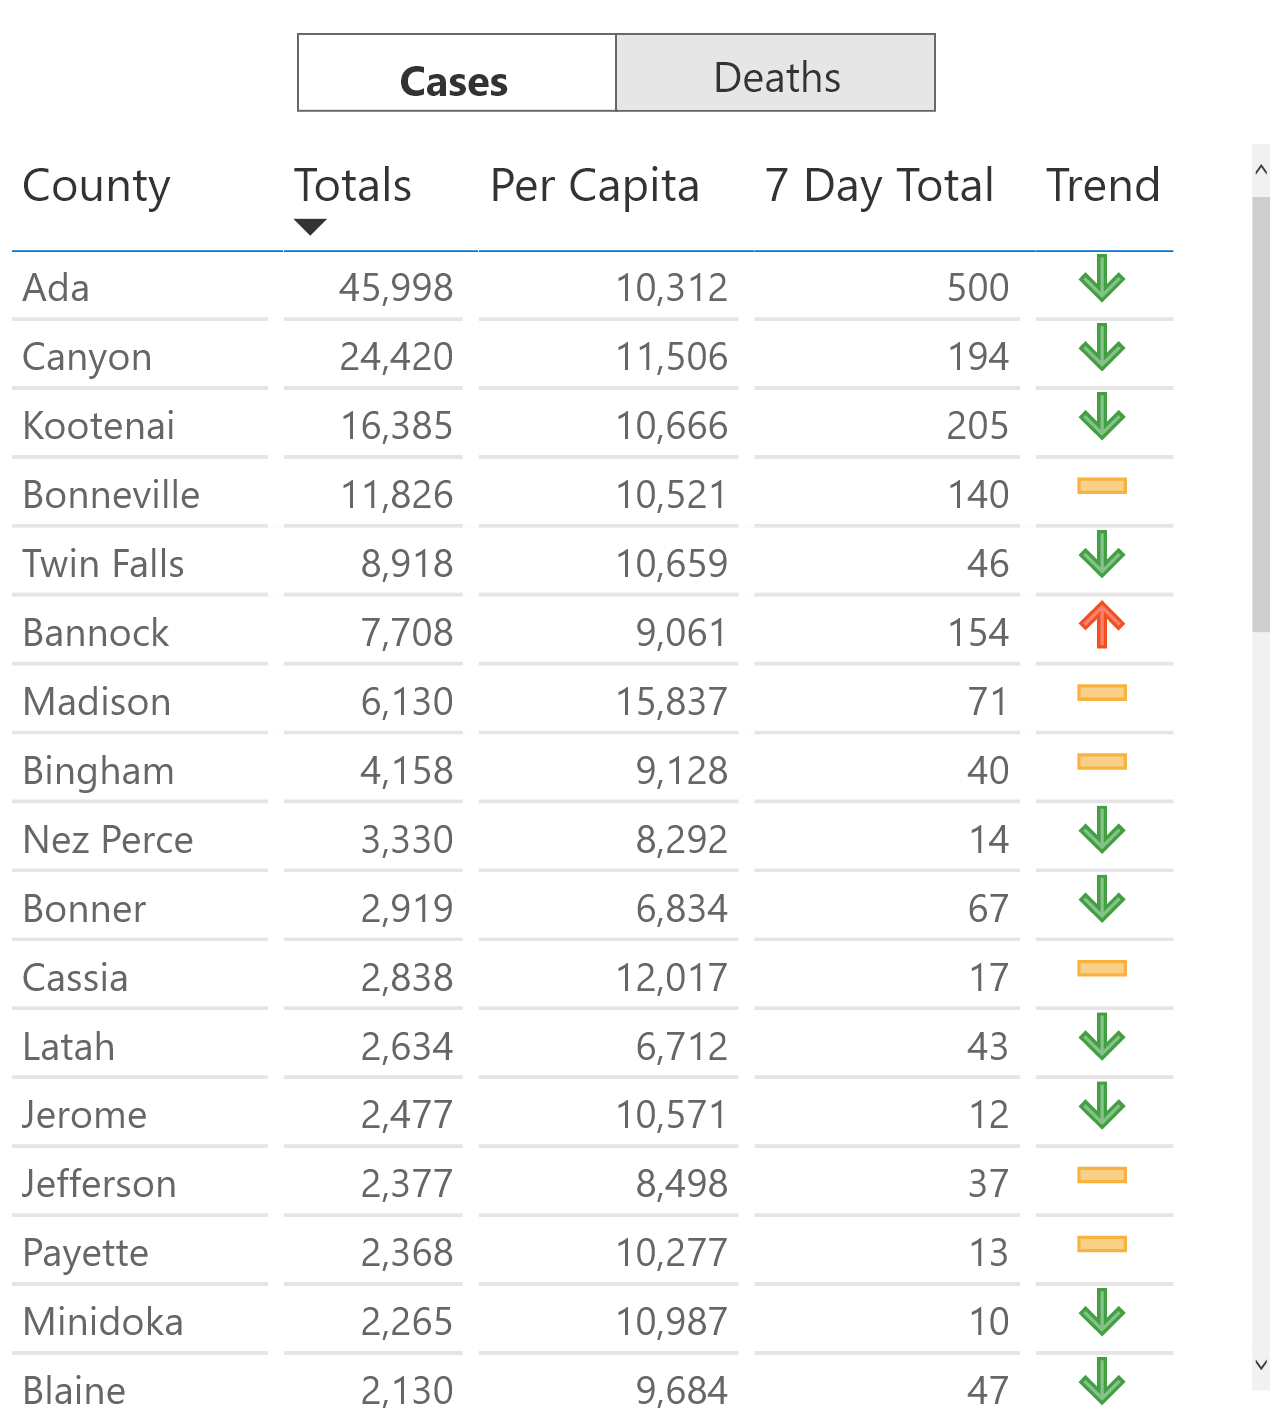 Cases Deaths
County Totals Per Capita 7 Day Total Trend
Ada 45,998 10,312 500
Canyon 24,420 11,506 194
Kootenai 16,385 10,666 205
Bonneville 11,826 10,521 140
Twin Falls 8,918 10,659 46
Bannock 7,708 9,061 154
Madison 6,130 15,837 71
Bingham 4,158 9,128 40
Nez Perce 3,330 8,292 14
Bonner 2,919 6,834 67
Cassia 2,838 12,017 17
Latah 2,634 6,712 43
Jerome 2,477 10,571 12
Jefferson 2,377 8,498 37
Payette 2,368 10,277 13
Minidoka 2,265 10,987 10
Blaine 2,130 9,684 47